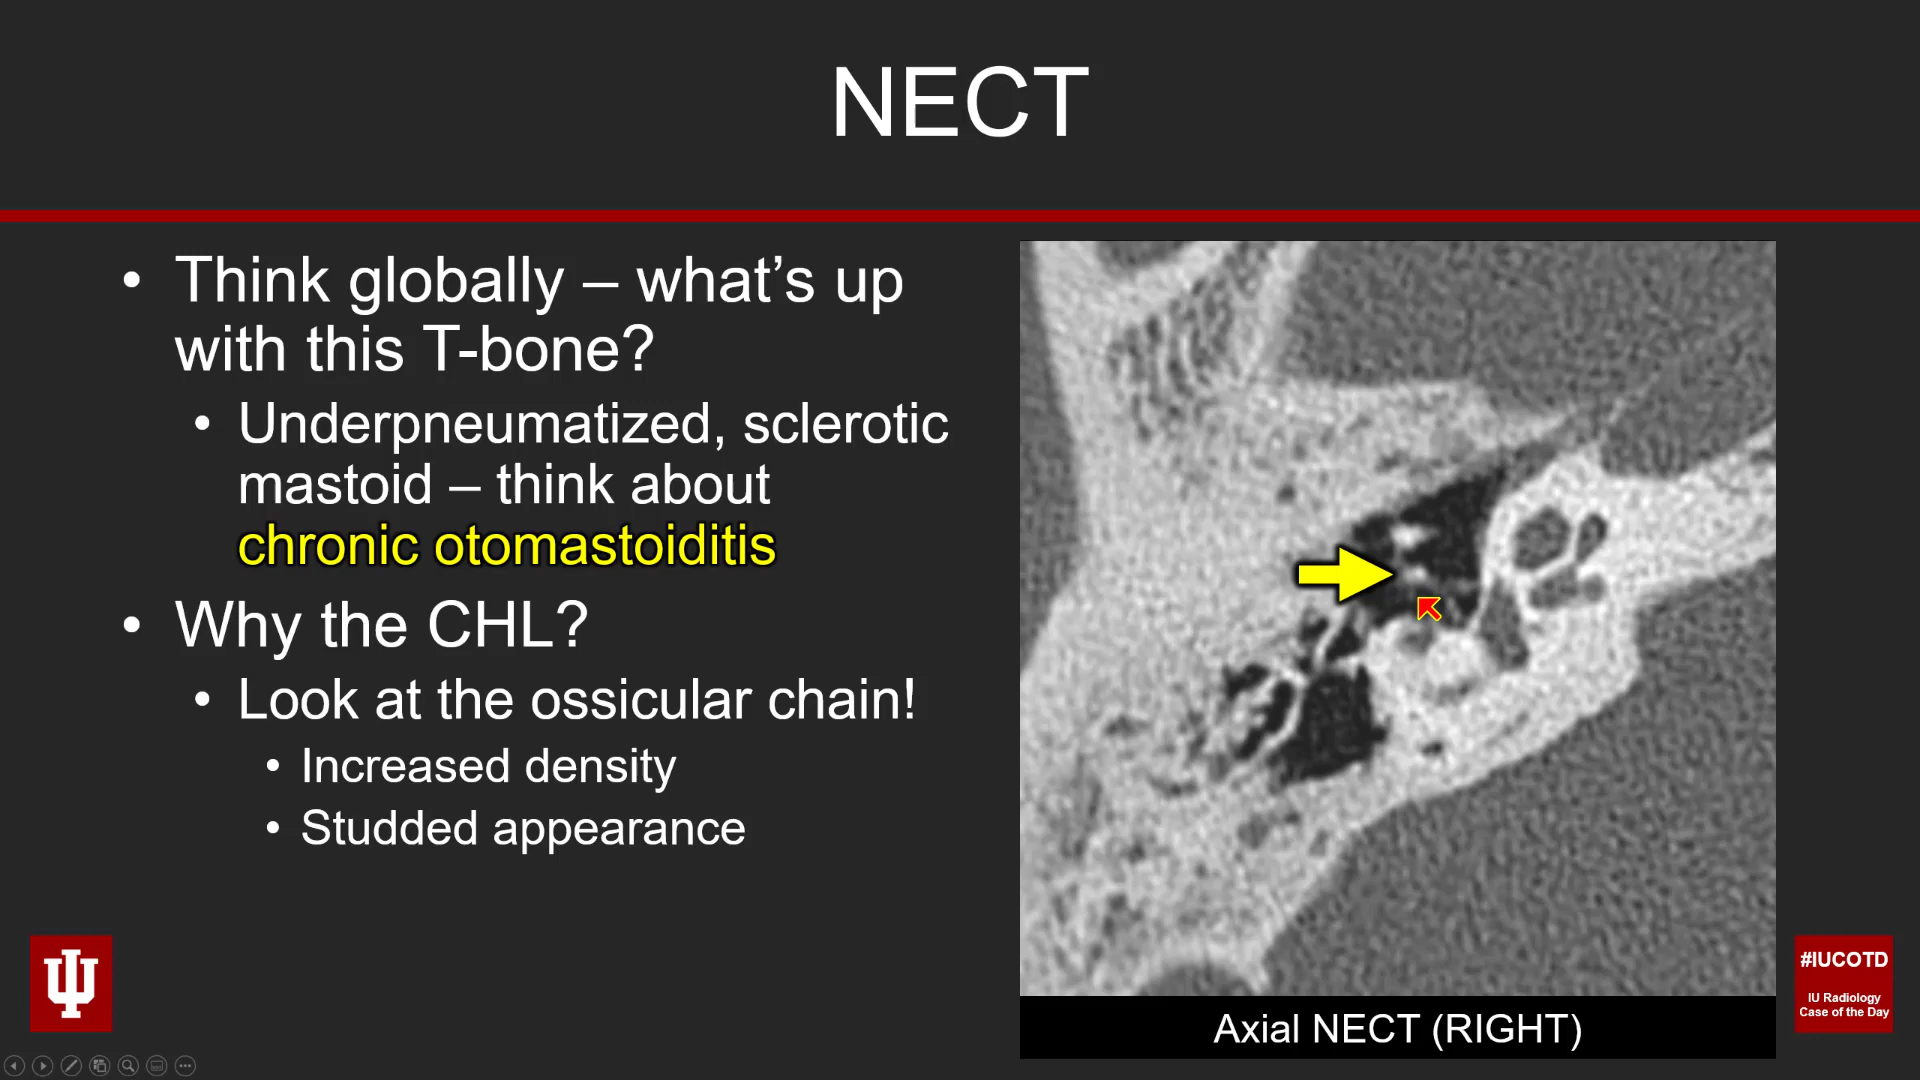 NECT
• Think globally – what’s up
with this T-bone?
• Underpneumatized, sclerotic
mastoid – think about
chronic otomastoiditis
• Why the CHL?
• Look at the ossicular chain!
• Increased density
• Studded appearance
Axial NECT (RIGHT)
#IUCOTD
IU Radiology
Case of the Day